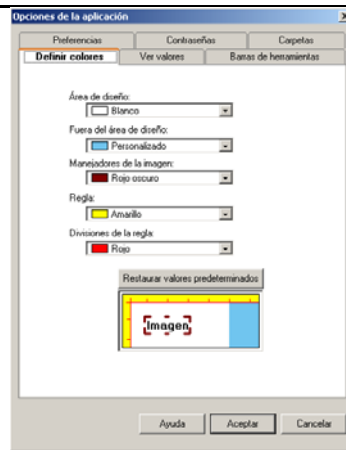 Opciones de la aplicación
Preferencias Contraseñas Carpetas
Definir colores Ver valores Barras de herramientas
Área de diseño:
Blanco
Fuera del área de diseño:
Personalizado
Manejadores de la imagen:
Rojo oscuro
Regla:
Amarillo
Divisiones de la regla:
Rojo
Restaurar valores predeterminados
Imagen
Ayuda Aceptar Cancelar